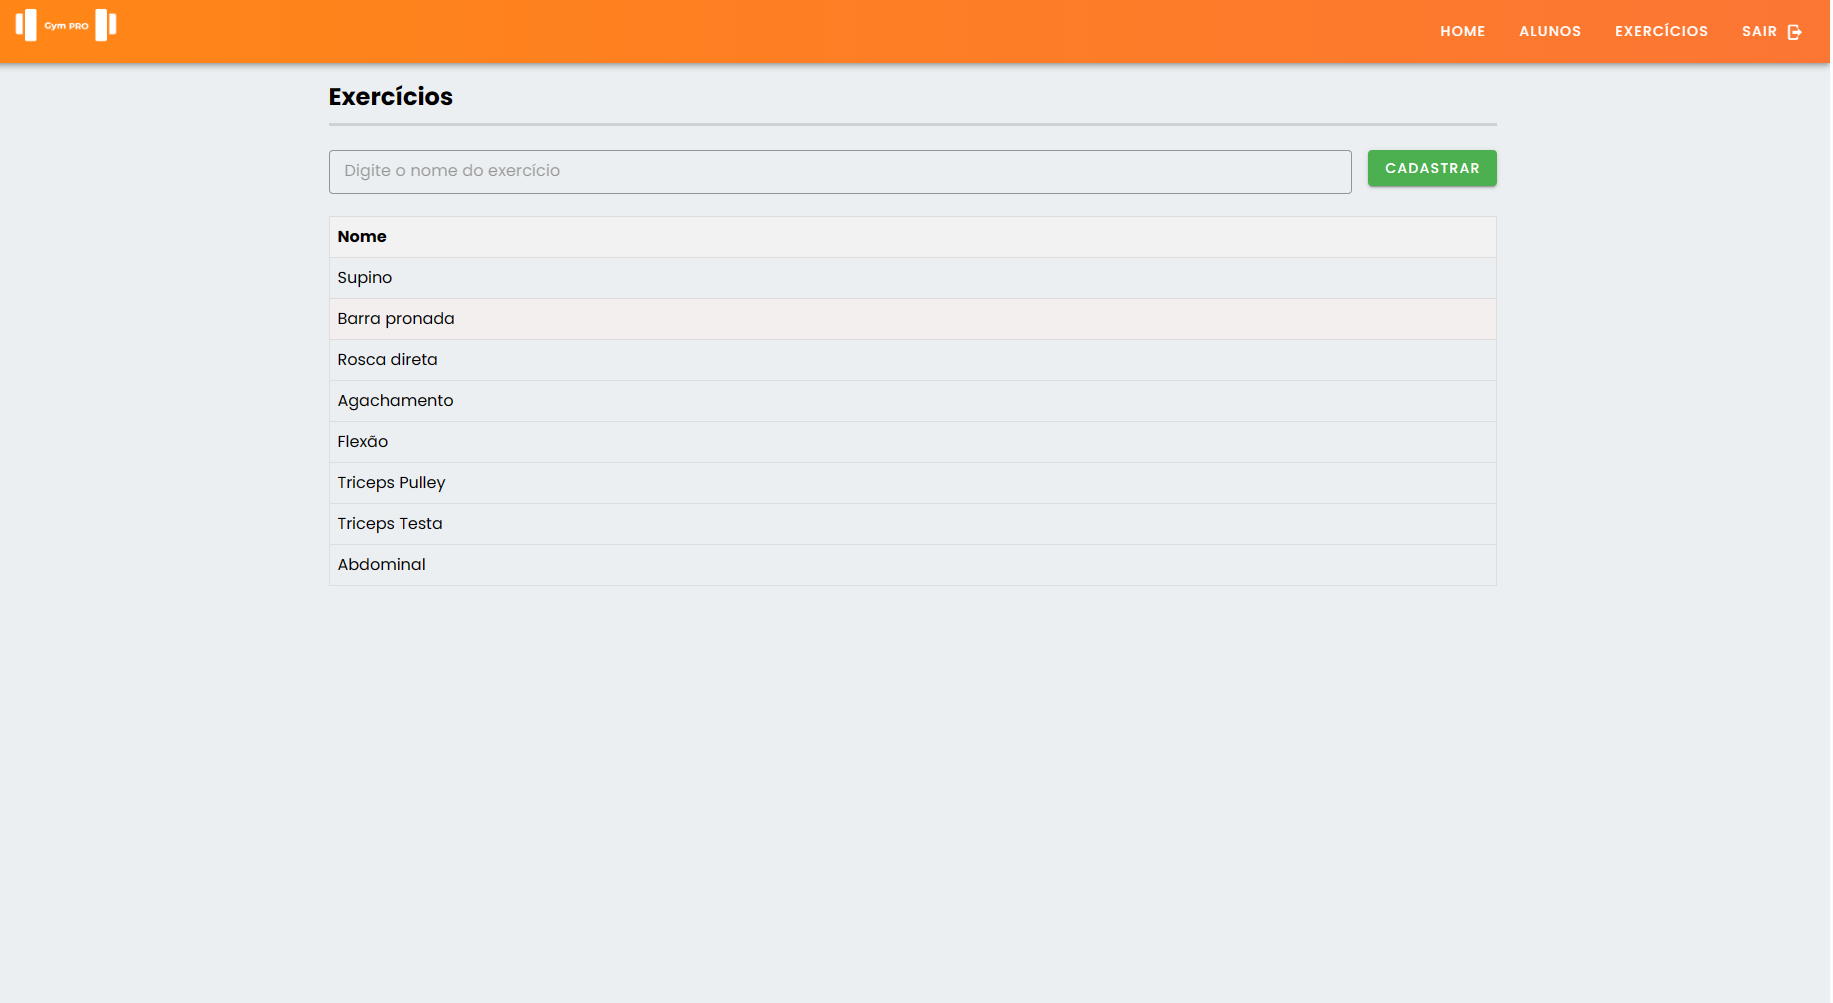 Gym PRO
HOME ALUNOS EXERCÍCIOS SAIR
Exercícios
Digite o nome do exercício
CADASTRAR
Nome
Supino
Barra pronada
Rosca direta
Agachamento
Flexão
Triceps Pulley
Triceps Testa
Abdominal